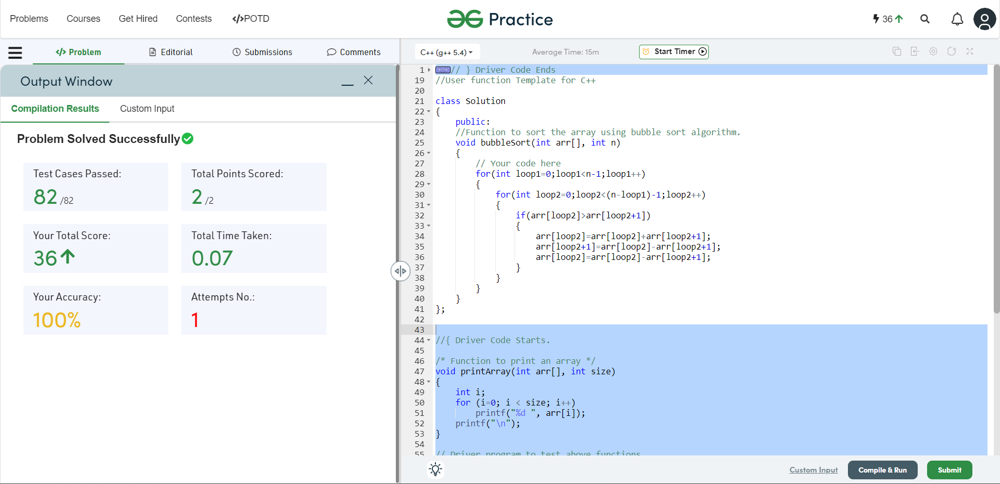 Problems Courses Get Hired Contests </>POTD
Practice
36
</> Problem Editorial Submissions Comments
Output Window
Compilation Results Custom Input
Problem Solved Successfully
Test Cases Passed:
82 /82
Total Points Scored:
2 /2
Your Total Score:
36
Total Time Taken:
0.07
Your Accuracy:
100%
Attempts No.:
1
C++ (g++ 5.4) Average Time: 15m Start Timer
1 // } Driver Code Ends
19 //User function Template for C++
20
21 class Solution
22 {
23 public:
24 //Function to sort the array using bubble sort algorithm.
25 void bubbleSort(int arr[], int n)
26 {
27 // Your code here
28 for(int loop1=0;loop1<n-1;loop1++)
29 {
30 for(int loop2=0;loop2<(n-loop1)-1;loop2++)
31 {
32 if(arr[loop2]>arr[loop2+1])
33 {
34 arr[loop2]=arr[loop2]+arr[loop2+1];
35 arr[loop2+1]=arr[loop2]-arr[loop2+1];
36 arr[loop2]=arr[loop2]-arr[loop2+1];
37 }
38 }
39 }
40 }
41 };
42
43
44 //{ Driver Code Starts.
45
46 /* Function to print an array */
47 void printArray(int arr[], int size)
48 {
49 int i;
50 for (i=0; i < size; i++)
51 printf("%d ", arr[i]);
52 printf("\n");
53 }
54
55 // Driver program to test above functions
Custom Input Compile & Run Submit